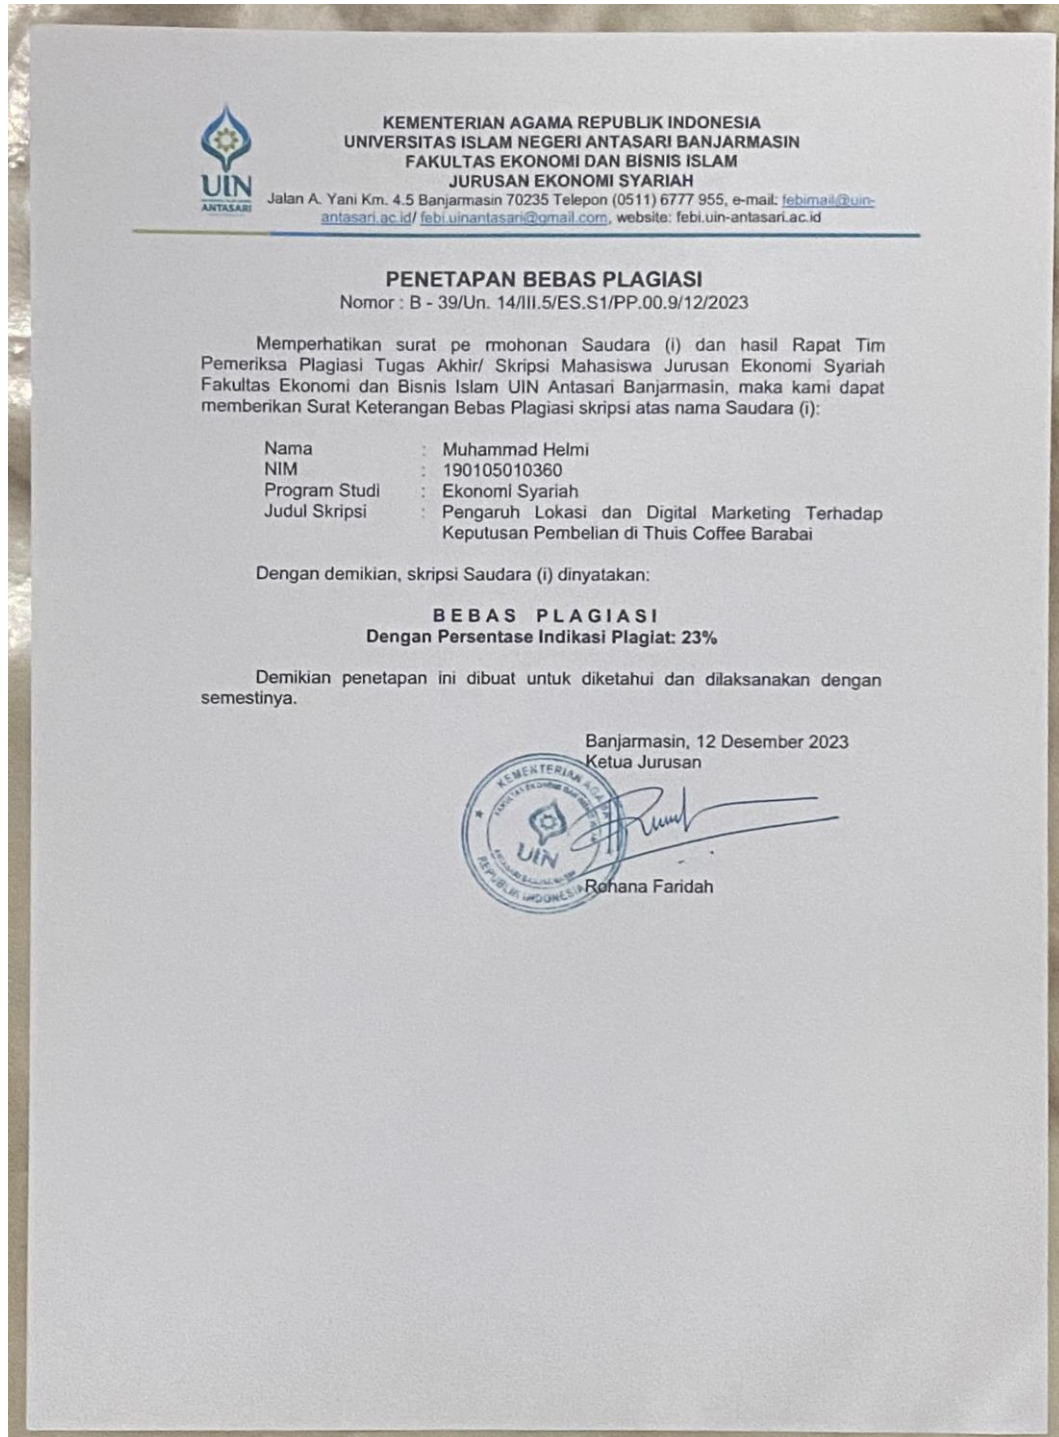 UIN
ANTASARI
KEMENTERIAN AGAMA REPUBLIK INDONESIA
UNIVERSITAS ISLAM NEGERI ANTASARI BANJARMASIN
FAKULTAS EKONOMI DAN BISNIS ISLAM
JURUSAN EKONOMI SYARIAH
Jalan A. Yani Km. 4.5 Banjarmasin 70235 Telepon (0511) 6777 955, e-mail: febimail@uin-
antasari.ac.id/ febi.uinantasari@gmail.com, website: febi.uin-antasari.ac.id
PENETAPAN BEBAS PLAGIASI
Nomor : B - 39/Un. 14/III.5/ES.S1/PP.00.9/12/2023
Memperhatikan surat pe rmohonan Saudara (i) dan hasil Rapat Tim
Pemeriksa Plagiasi Tugas Akhir/ Skripsi Mahasiswa Jurusan Ekonomi Syariah
Fakultas Ekonomi dan Bisnis Islam UIN Antasari Banjarmasin, maka kami dapat
memberikan Surat Keterangan Bebas Plagiasi skripsi atas nama Saudara (i):
Nama : Muhammad Helmi
NIM : 190105010360
Program Studi : Ekonomi Syariah
Judul Skripsi : Pengaruh Lokasi dan Digital Marketing Terhadap
Keputusan Pembelian di Thuis Coffee Barabai
Dengan demikian, skripsi Saudara (i) dinyatakan:
BEBAS PLAGIASI
Dengan Persentase Indikasi Plagiat: 23%
Demikian penetapan ini dibuat untuk diketahui dan dilaksanakan dengan
semestinya.
Banjarmasin, 12 Desember 2023
Ketua Jurusan
KEMENTERIAN AGAMA
FAKULTAS EKONOMI DAN BISNIS ISLAM
UIN
REPUBLIK INDONESIA
Rohana Faridah